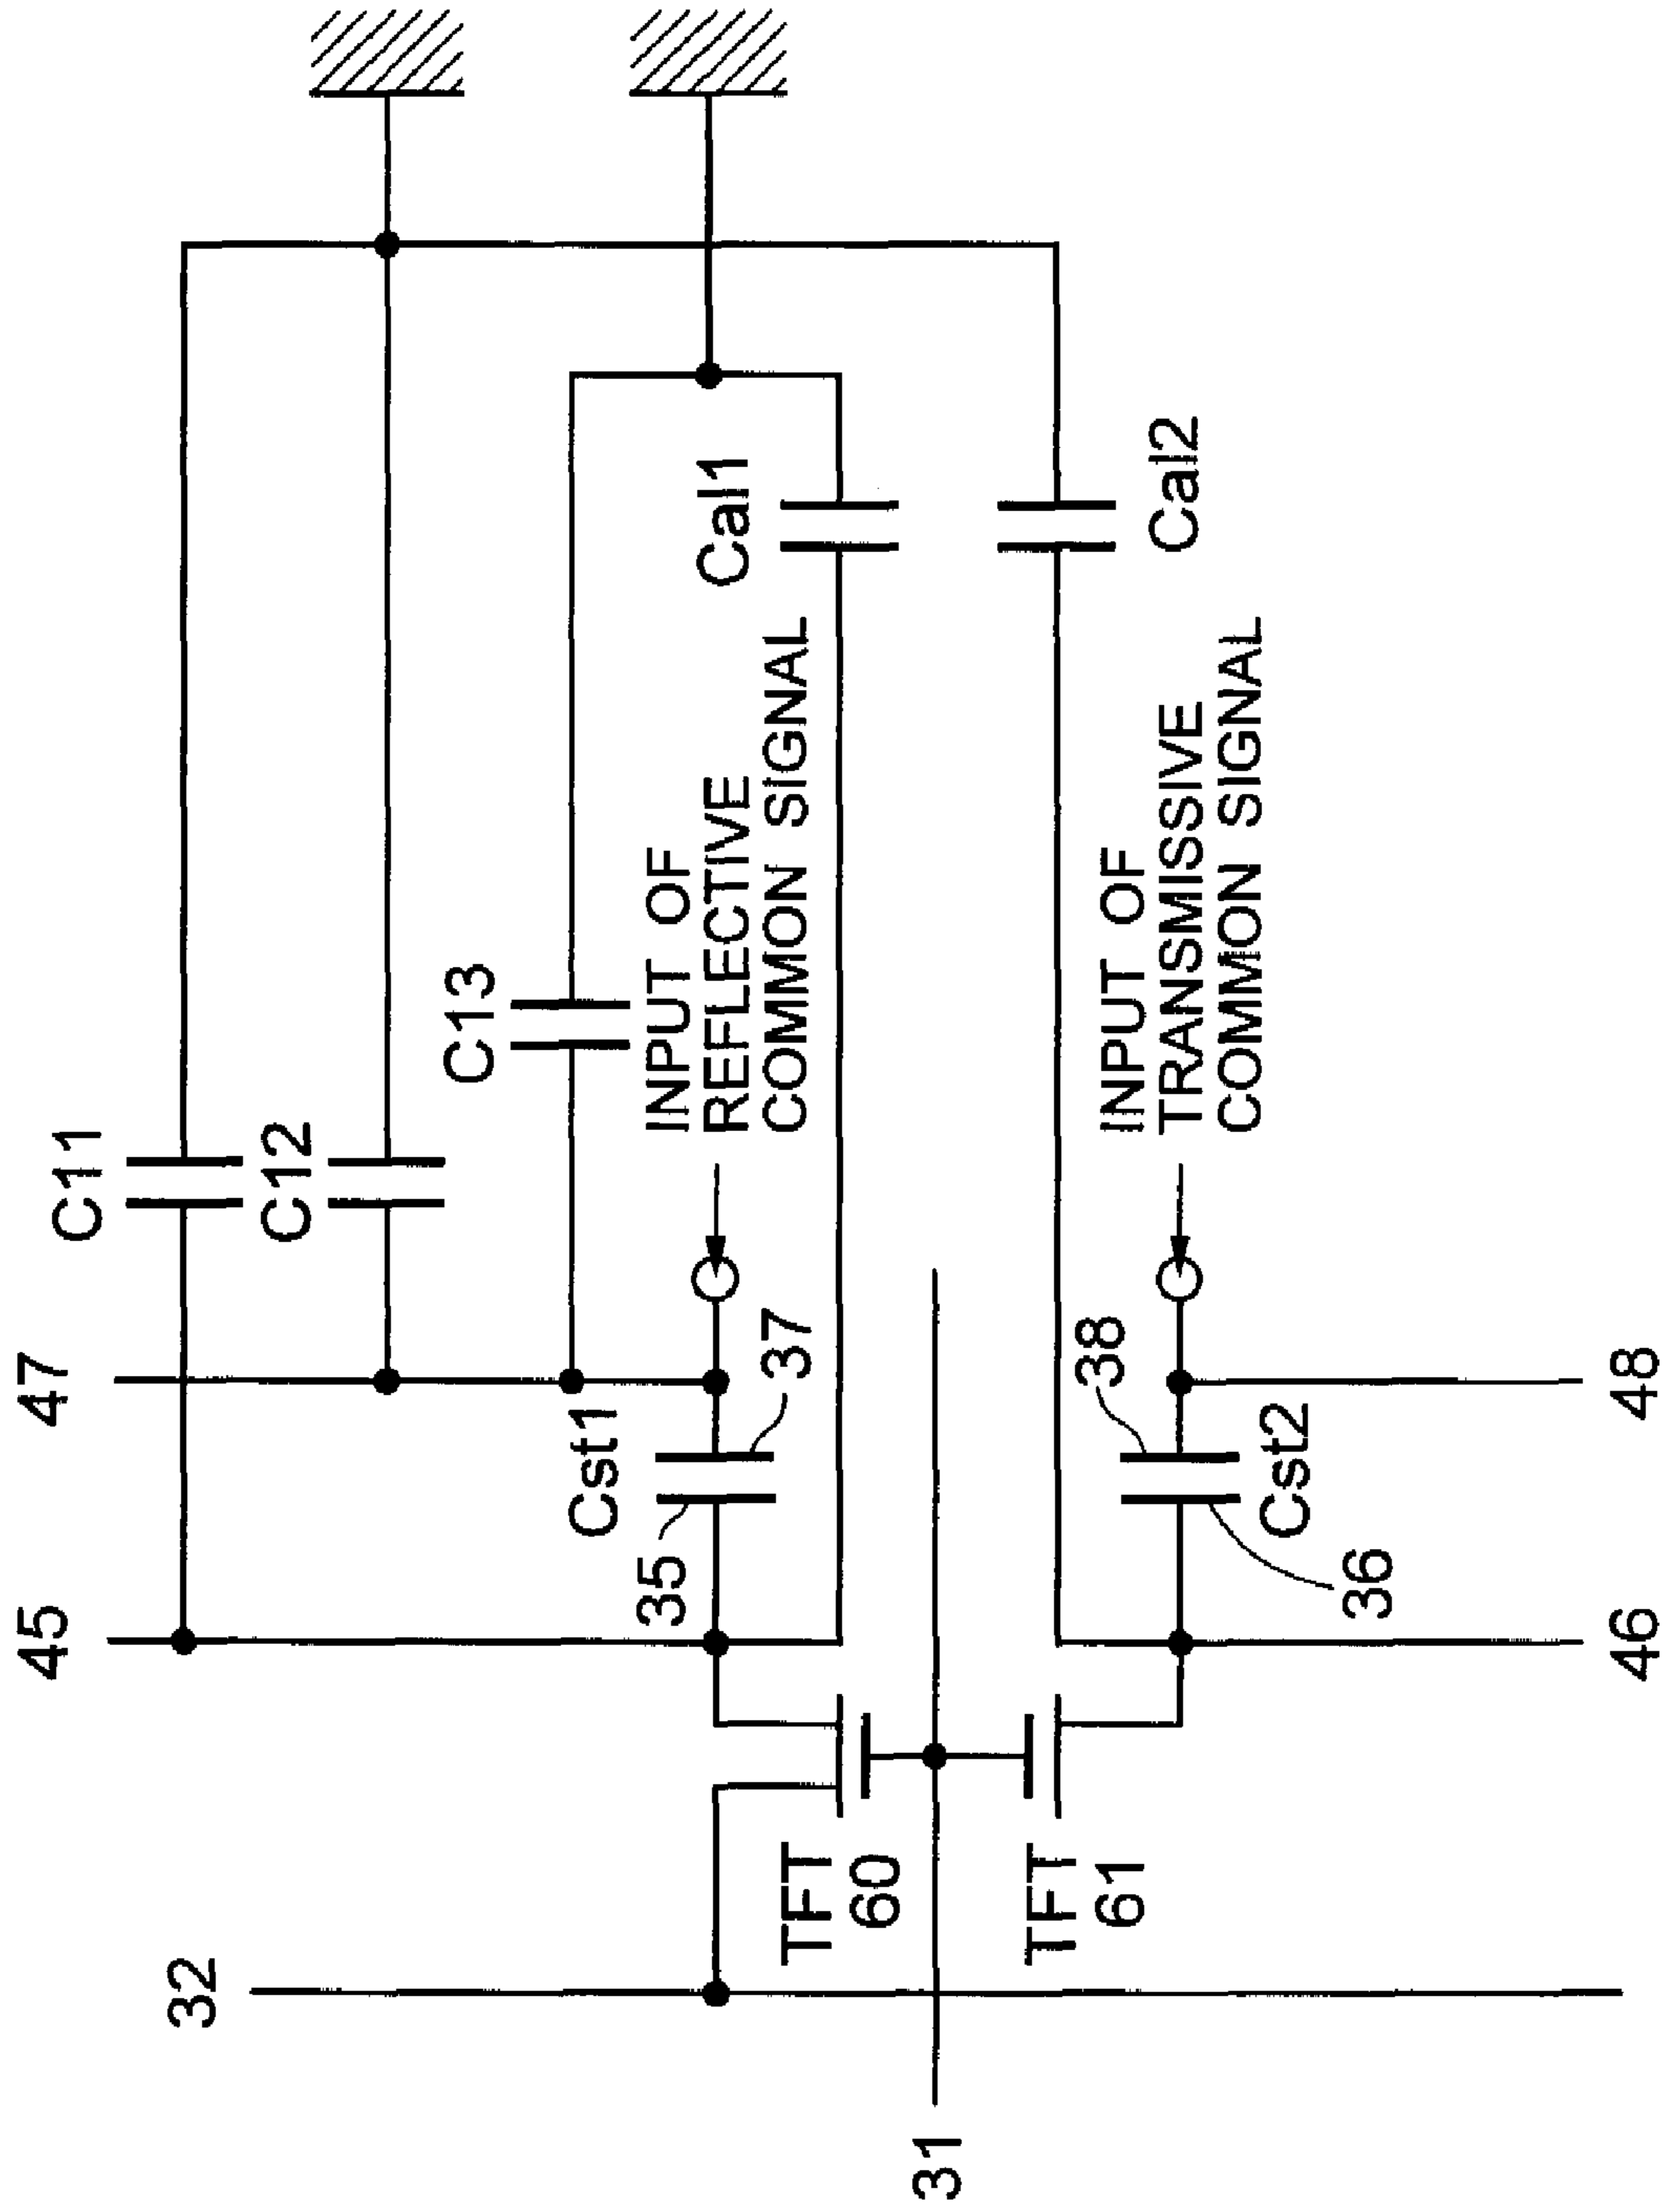 31
32
TFT
60
TFT
61
45
46
35
36
Cst1
Cst2
37
38
47
48
C11
C12
C13
INPUT OF
REFLECTIVE
COMMON SIGNAL
INPUT OF
TRANSMISSIVE
COMMON SIGNAL
Cal1
Cal2